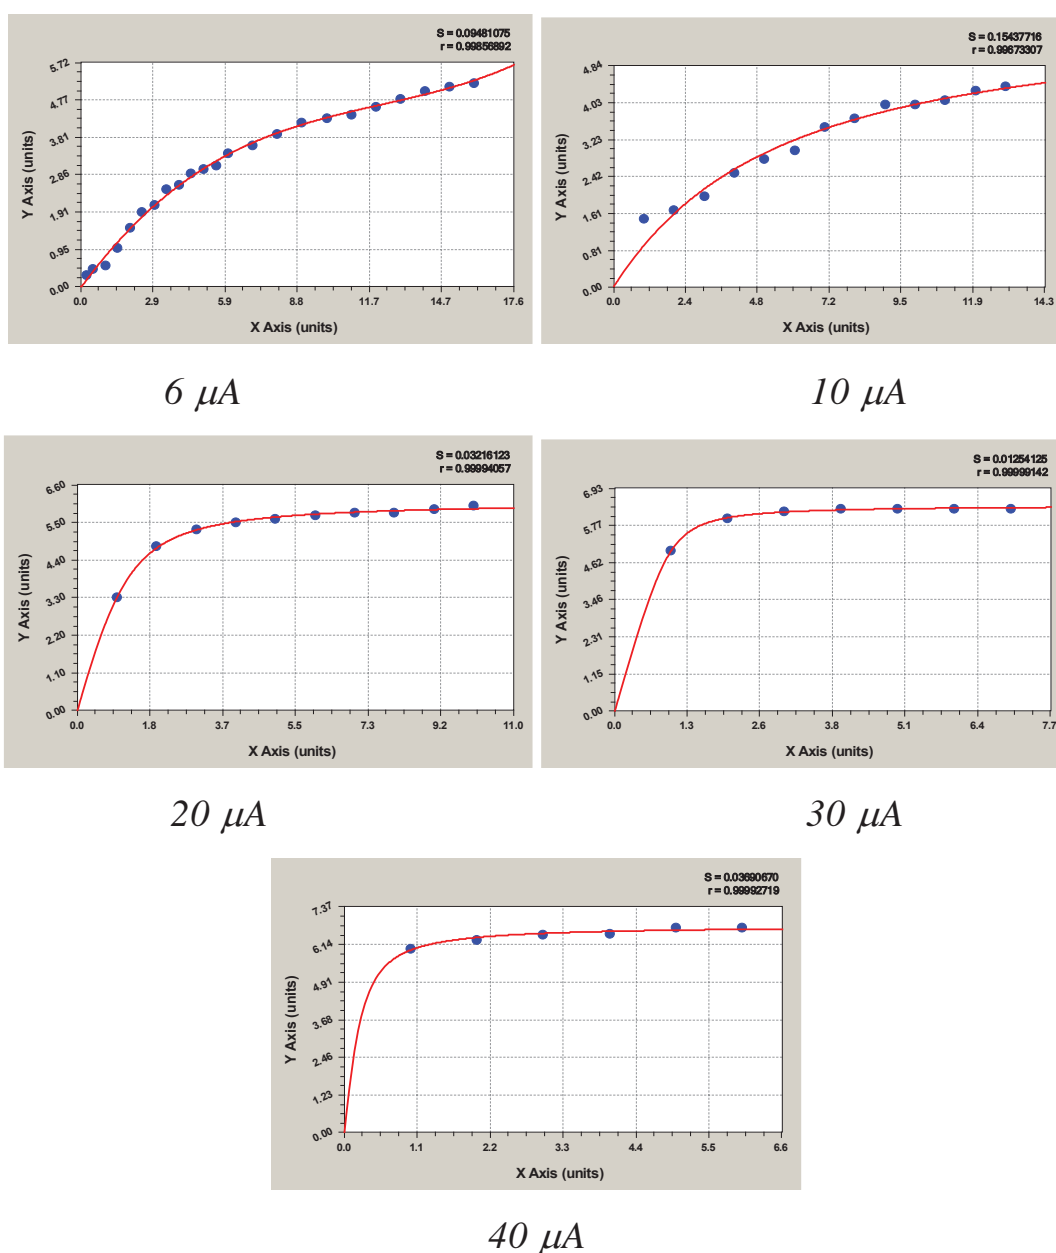 S = 0.09481075
r = 0.99856892
5.72
4.77
3.81
2.86
1.91
0.95
0.00
Y Axis (units)
0.0 2.9 5.9 8.8 11.7 14.7 17.6
X Axis (units)
6 μA
S = 0.15437716
r = 0.99673307
4.84
4.03
3.23
2.42
1.61
0.81
0.00
Y Axis (units)
0.0 2.4 4.8 7.2 9.5 11.9 14.3
X Axis (units)
10 μA
S = 0.03216123
r = 0.99994057
6.60
5.50
4.40
3.30
2.20
1.10
0.00
Y Axis (units)
0.0 1.8 3.7 5.5 7.3 9.2 11.0
X Axis (units)
20 μA
S = 0.01254125
r = 0.99999142
6.93
5.77
4.62
3.46
2.31
1.15
0.00
Y Axis (units)
0.0 1.3 2.6 3.8 5.1 6.4 7.7
X Axis (units)
30 μA
S = 0.03690670
r = 0.99992719
7.37
6.14
4.91
3.68
2.46
1.23
0.00
Y Axis (units)
0.0 1.1 2.2 3.3 4.4 5.5 6.6
X Axis (units)
40 μA